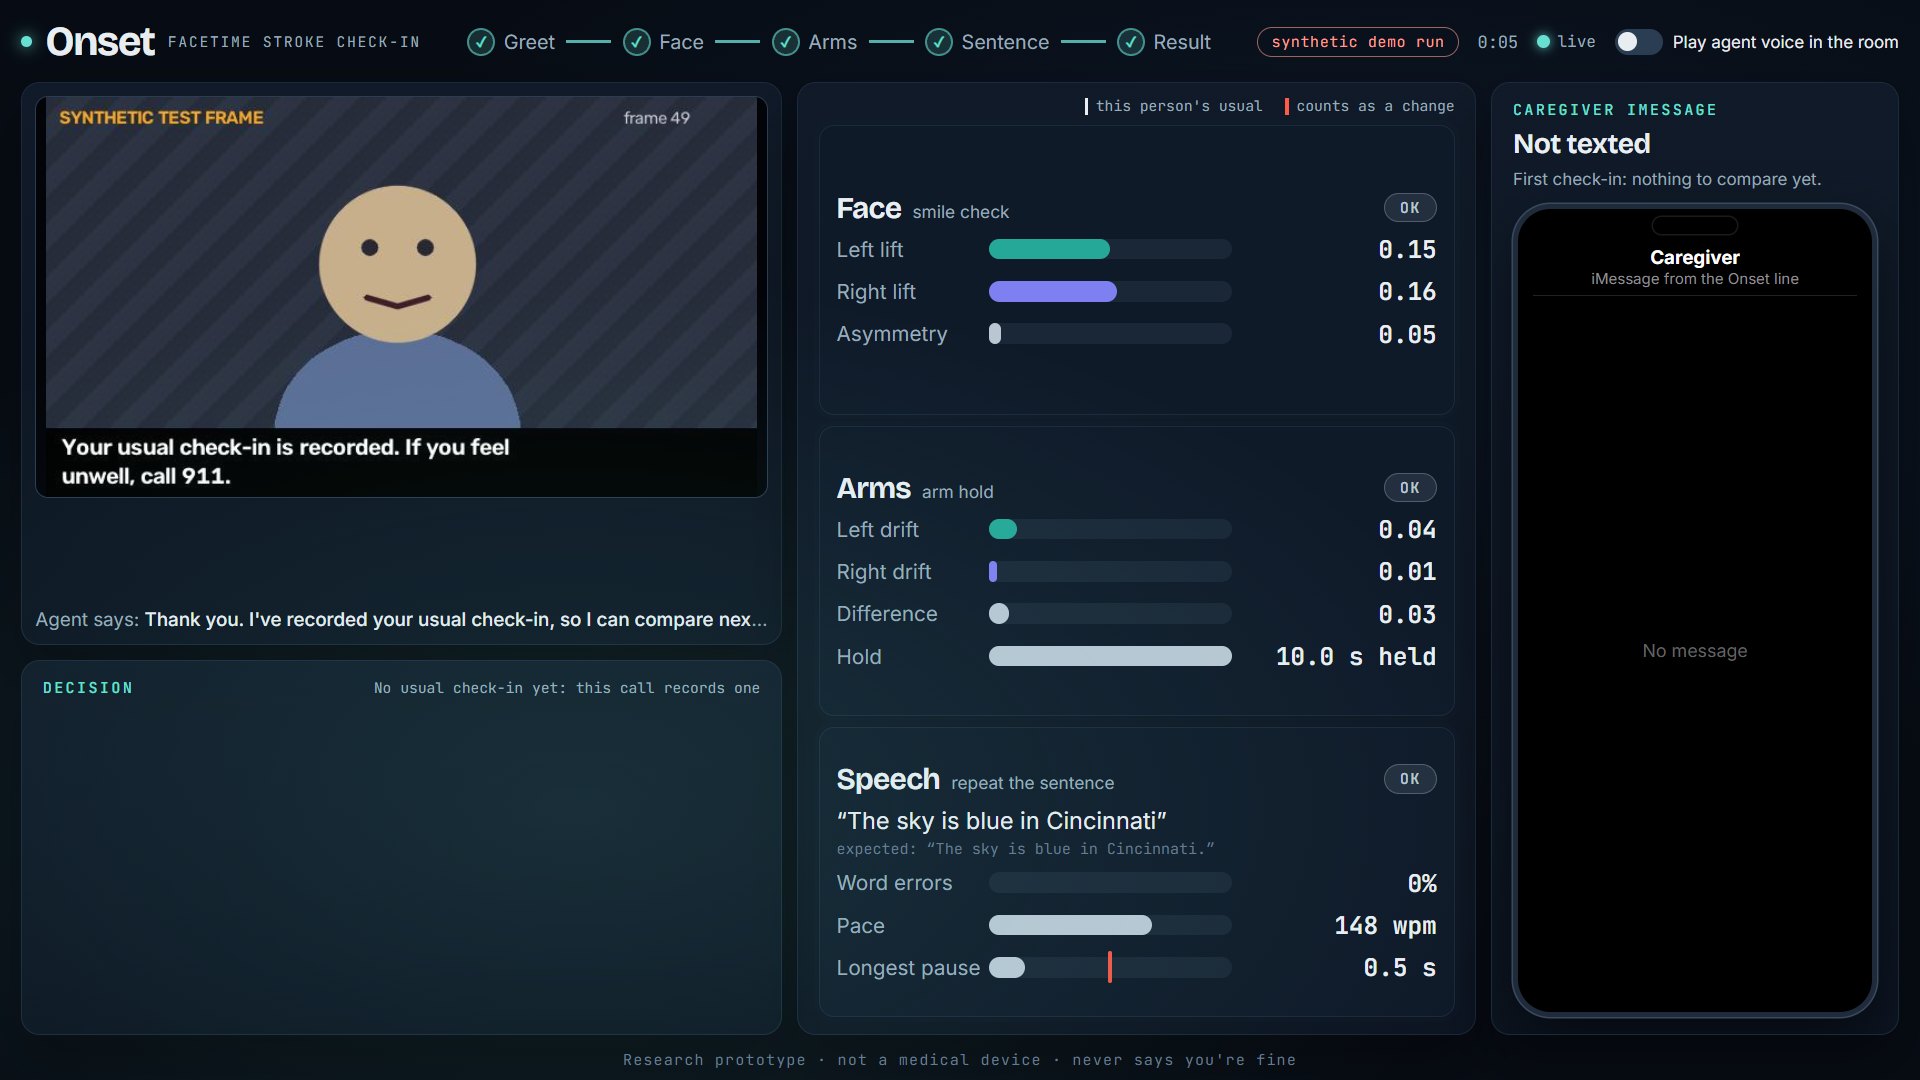 Onset FACETIME STROKE CHECK-IN
Greet Face Arms Sentence Result
synthetic demo run 0:05 live Play agent voice in the room
SYNTHETIC TEST FRAME frame 49
Your usual check-in is recorded. If you feel
unwell, call 911.
Agent says: Thank you. I've recorded your usual check-in, so I can compare nex...
DECISION No usual check-in yet: this call records one
this person's usual counts as a change
Face smile check OK
Left lift 0.15
Right lift 0.16
Asymmetry 0.05
Arms arm hold OK
Left drift 0.04
Right drift 0.01
Difference 0.03
Hold 10.0 s held
Speech repeat the sentence OK
“The sky is blue in Cincinnati”
expected: “The sky is blue in Cincinnati.”
Word errors 0%
Pace 148 wpm
Longest pause 0.5 s
CAREGIVER IMESSAGE
Not texted
First check-in: nothing to compare yet.
Caregiver
iMessage from the Onset line
No message
Research prototype · not a medical device · never says you're fine